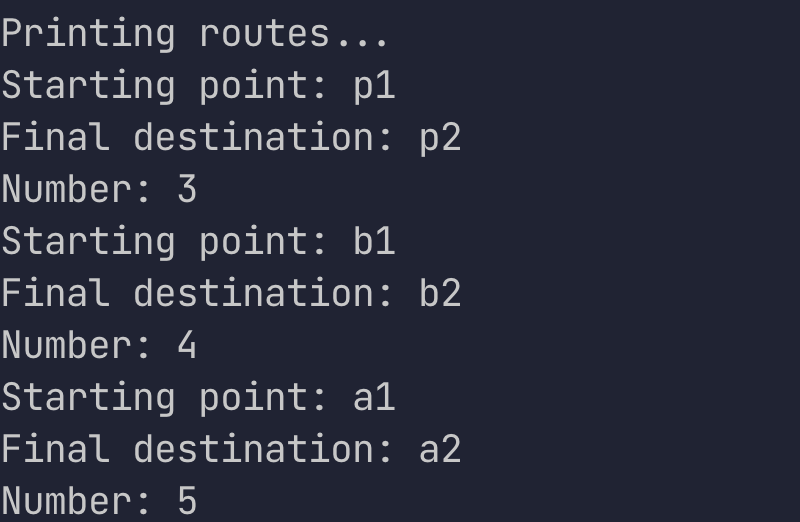 Printing routes...
Starting point: p1
Final destination: p2
Number: 3
Starting point: b1
Final destination: b2
Number: 4
Starting point: a1
Final destination: a2
Number: 5